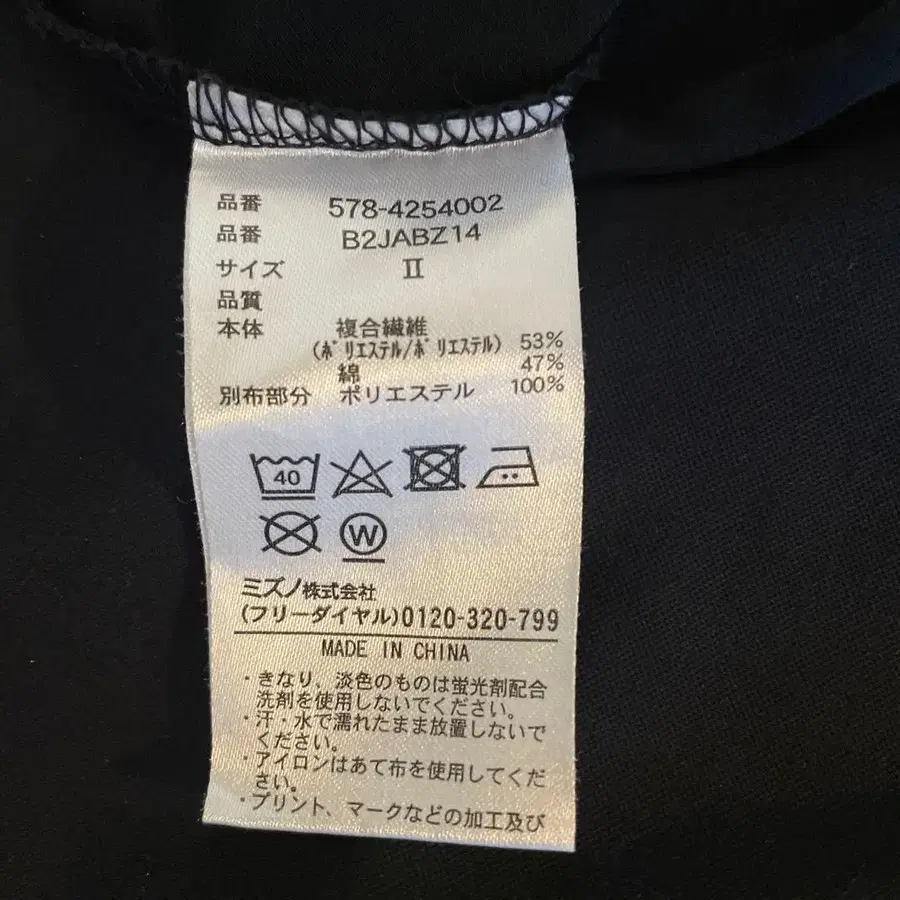 品番 578-4254002
品番 B2JABZ14
サイズ II
品質
本体 複合繊維
(ﾎﾟﾘｴｽﾃﾙ/ﾎﾟﾘｴｽﾃﾙ) 53%
綿 47%
別布部分 ポリエステル 100%
40
W
ミズノ株式会社
(フリーダイヤル)0120-320-799
MADE IN CHINA
・きなり，淡色のものは蛍光剤配合
洗剤を使用しないでください。
・汗・水で濡れたまま放置しないで
ください。
・アイロンはあて布を使用してくだ
さい。
・プリント、マークなどの加工及び